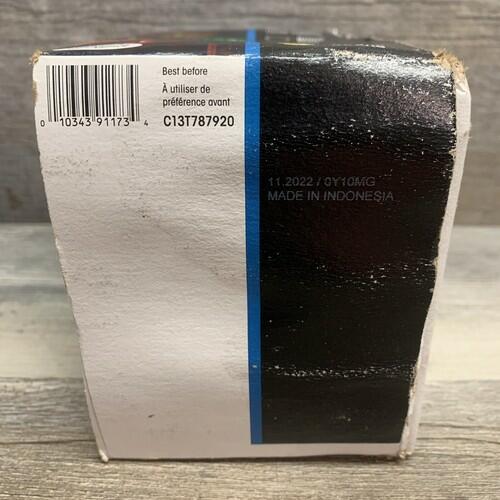 Best before
À utiliser de
préférence avant
0 10343 91173 4
C13T787920
11.2022 / 0Y10MG
MADE IN INDONESIA